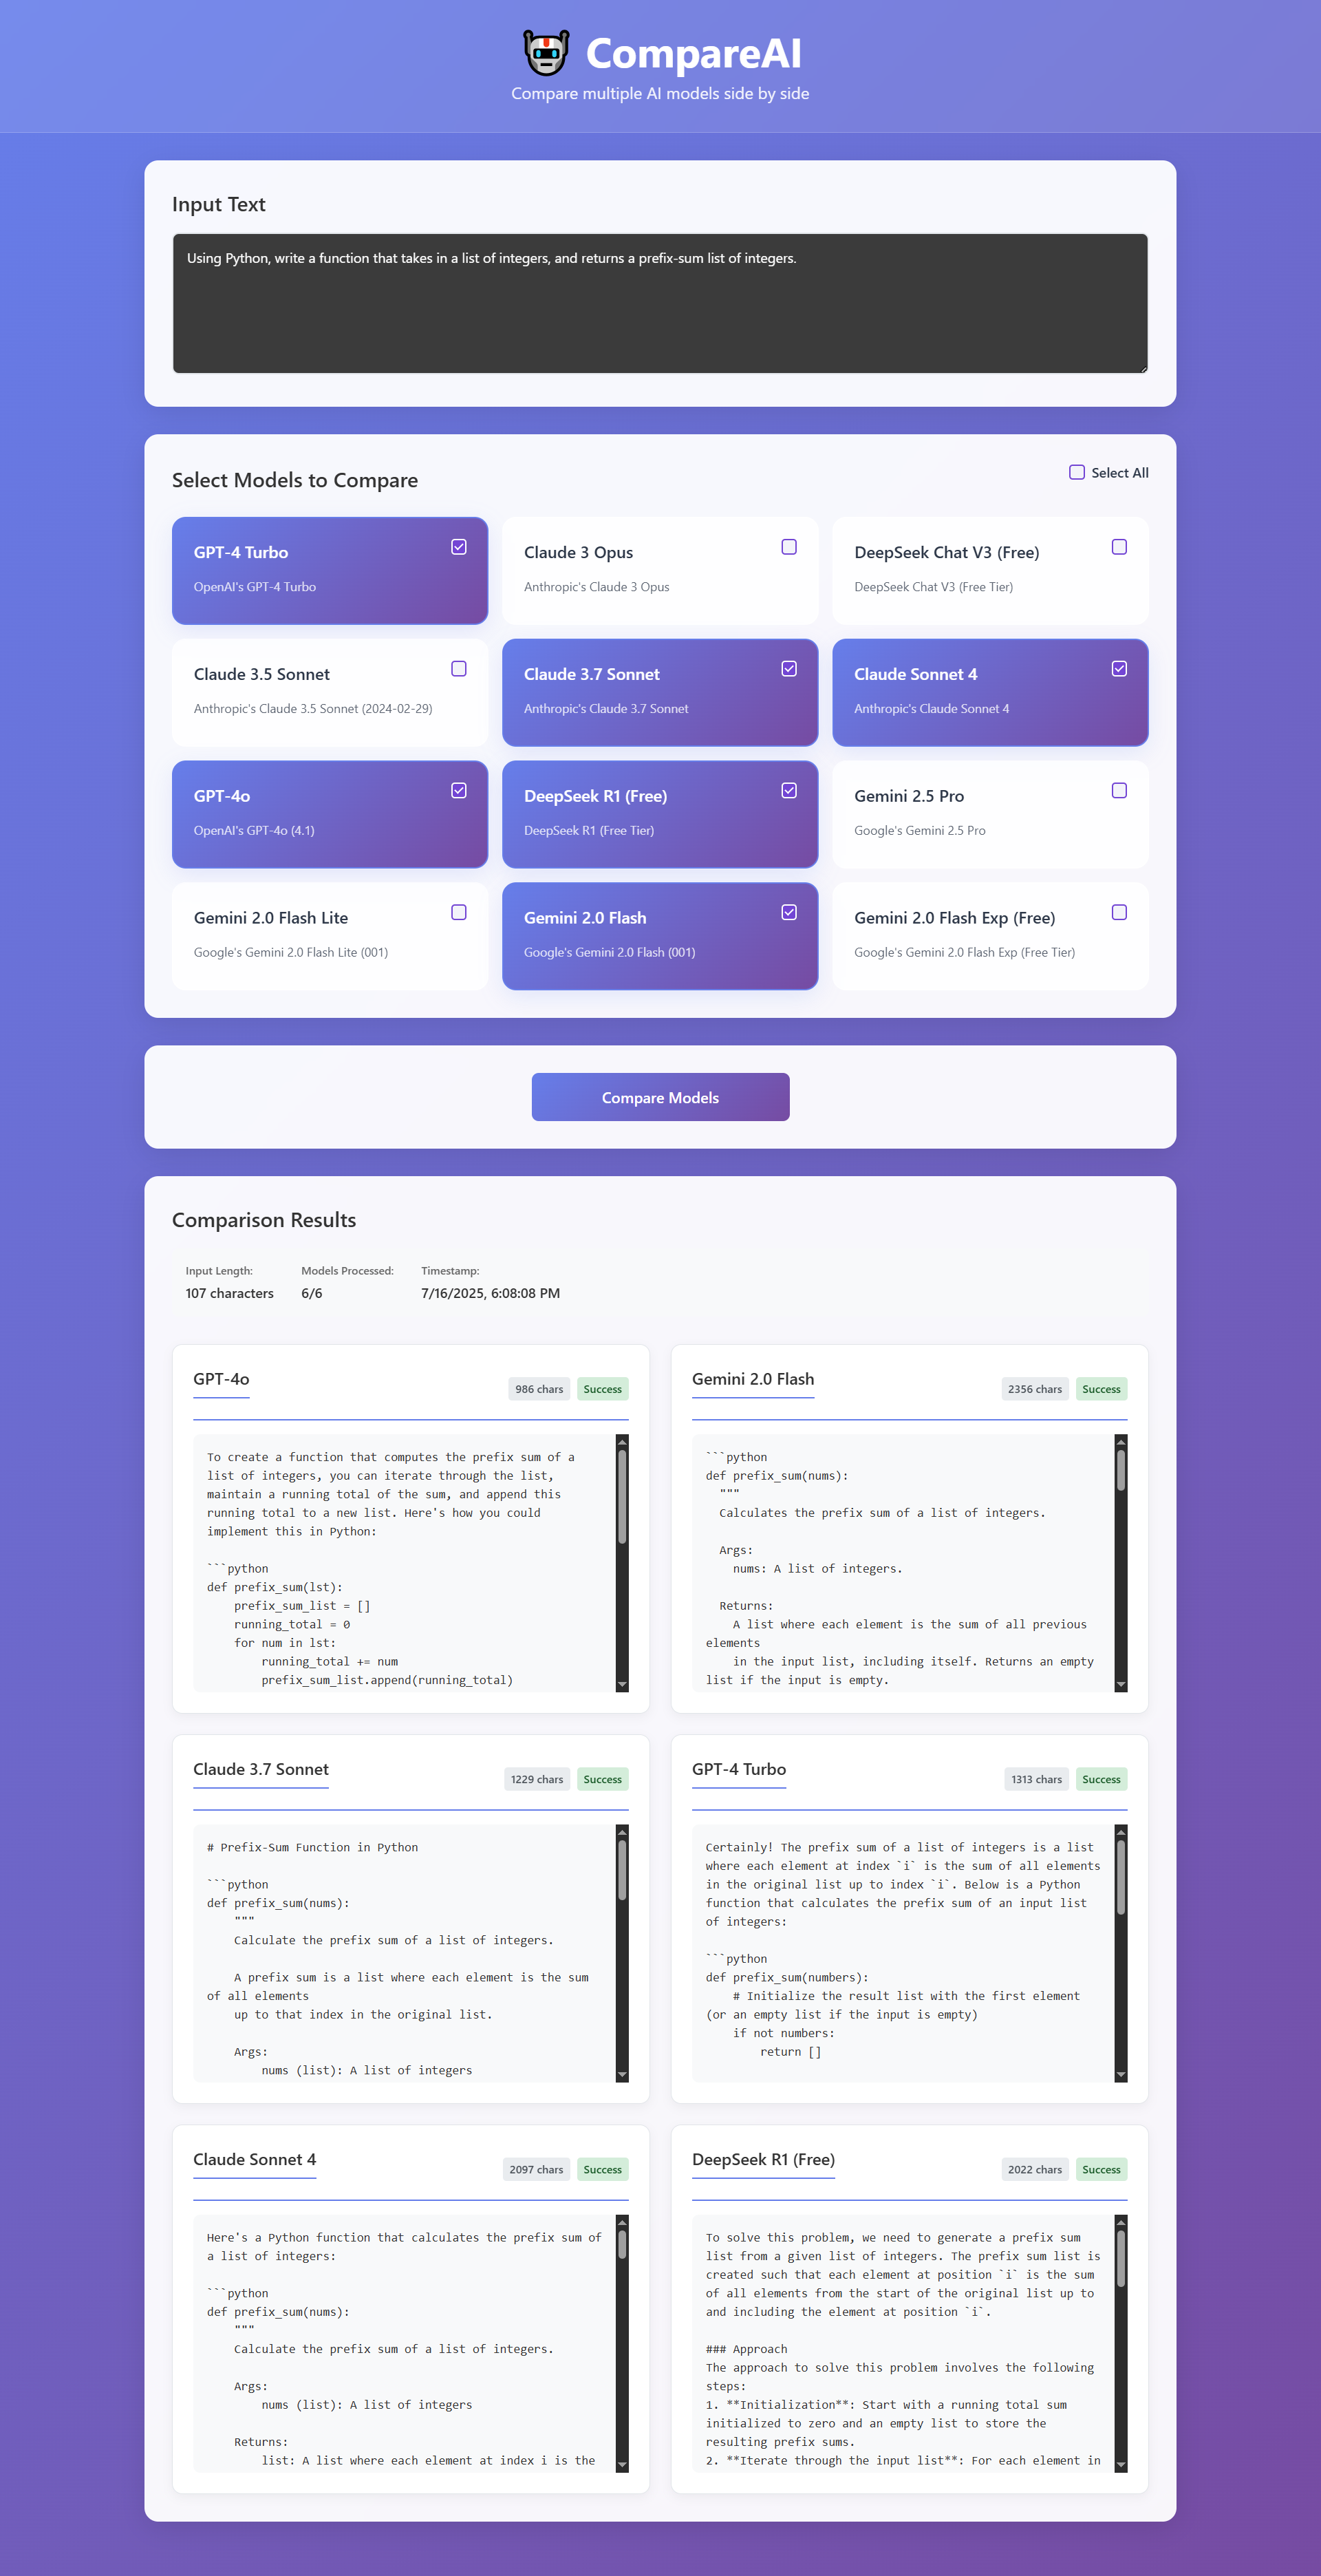 CompareAI
Compare multiple AI models side by side
Input Text
Using Python, write a function that takes in a list of integers, and returns a prefix-sum list of integers.
Select Models to Compare
Select All
GPT-4 Turbo
OpenAI's GPT-4 Turbo
Claude 3 Opus
Anthropic's Claude 3 Opus
DeepSeek Chat V3 (Free)
DeepSeek Chat V3 (Free Tier)
Claude 3.5 Sonnet
Anthropic's Claude 3.5 Sonnet (2024-02-29)
Claude 3.7 Sonnet
Anthropic's Claude 3.7 Sonnet
Claude Sonnet 4
Anthropic's Claude Sonnet 4
GPT-4o
OpenAI's GPT-4o (4.1)
DeepSeek R1 (Free)
DeepSeek R1 (Free Tier)
Gemini 2.5 Pro
Google's Gemini 2.5 Pro
Gemini 2.0 Flash Lite
Google's Gemini 2.0 Flash Lite (001)
Gemini 2.0 Flash
Google's Gemini 2.0 Flash (001)
Gemini 2.0 Flash Exp (Free)
Google's Gemini 2.0 Flash Exp (Free Tier)
Compare Models
Comparison Results
Input Length:
107 characters
Models Processed:
6/6
Timestamp:
7/16/2025, 6:08:08 PM
GPT-4o
986 chars
Success
To create a function that computes the prefix sum of a
list of integers, you can iterate through the list,
maintain a running total of the sum, and append this
running total to a new list. Here's how you could
implement this in Python:
```python
def prefix_sum(lst):
    prefix_sum_list = []
    running_total = 0
    for num in lst:
        running_total += num
        prefix_sum_list.append(running_total)
Gemini 2.0 Flash
2356 chars
Success
```python
def prefix_sum(nums):
  """
  Calculates the prefix sum of a list of integers.
  Args:
    nums: A list of integers.
  Returns:
    A list where each element is the sum of all previous
elements
    in the input list, including itself. Returns an empty
list if the input is empty.
Claude 3.7 Sonnet
1229 chars
Success
# Prefix-Sum Function in Python
```python
def prefix_sum(nums):
    """
    Calculate the prefix sum of a list of integers.
    A prefix sum is a list where each element is the sum
of all elements
    up to that index in the original list.
    Args:
        nums (list): A list of integers
GPT-4 Turbo
1313 chars
Success
Certainly! The prefix sum of a list of integers is a list
where each element at index `i` is the sum of all elements
in the original list up to index `i`. Below is a Python
function that calculates the prefix sum of an input list
of integers:
```python
def prefix_sum(numbers):
    # Initialize the result list with the first element
(or an empty list if the input is empty)
    if not numbers:
        return []
Claude Sonnet 4
2097 chars
Success
Here's a Python function that calculates the prefix sum of
a list of integers:
```python
def prefix_sum(nums):
    """
    Calculate the prefix sum of a list of integers.
    Args:
        nums (list): A list of integers
    Returns:
        list: A list where each element at index i is the
DeepSeek R1 (Free)
2022 chars
Success
To solve this problem, we need to generate a prefix sum
list from a given list of integers. The prefix sum list is
created such that each element at position `i` is the sum
of all elements from the start of the original list up to
and including the element at position `i`.
### Approach
The approach to solve this problem involves the following
steps:
1. **Initialization**: Start with a running total sum
initialized to zero and an empty list to store the
resulting prefix sums.
2. **Iterate through the input list**: For each element in